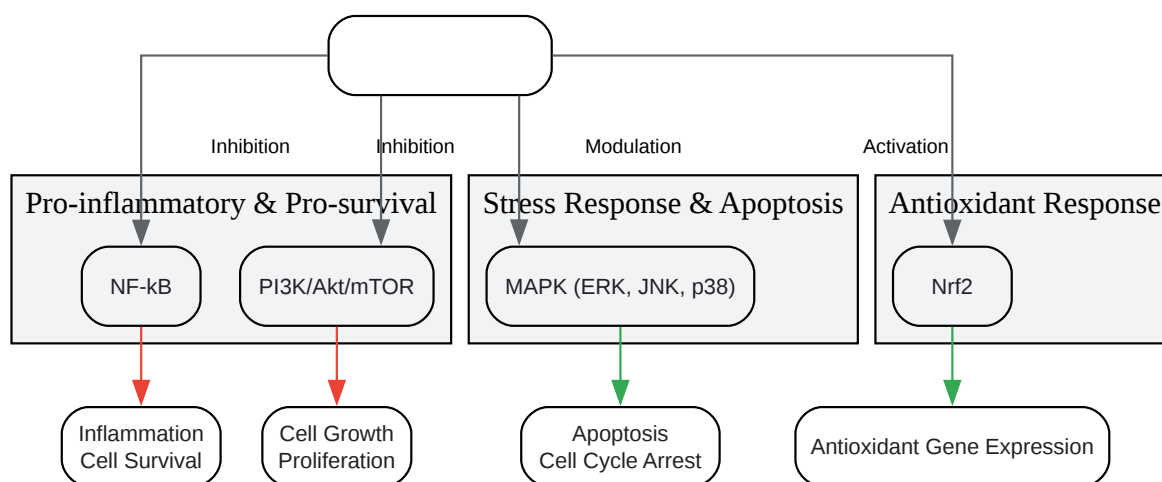 Inhibition
Inhibition
Modulation
Activation
Pro-inflammatory & Pro-survival
Stress Response & Apoptosis
Antioxidant Response
NF-kB
PI3K/Akt/mTOR
MAPK (ERK, JNK, p38)
Nrf2
Inflammation
Cell Survival
Cell Growth
Proliferation
Apoptosis
Cell Cycle Arrest
Antioxidant Gene Expression